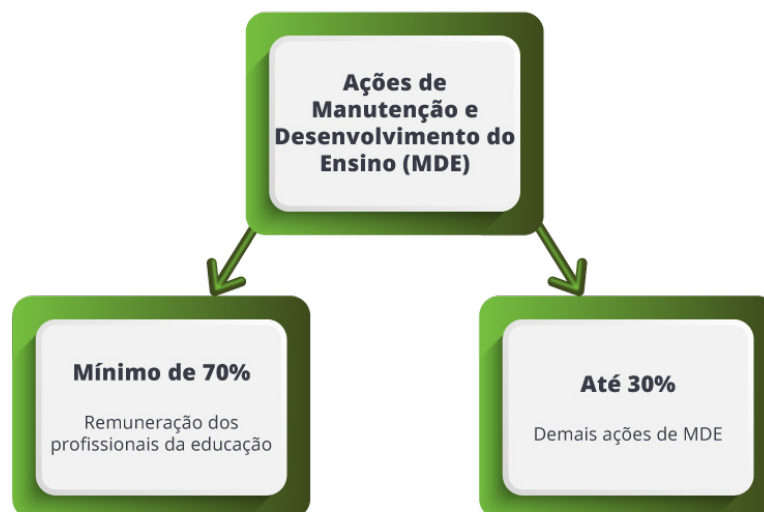 Ações de
Manutenção e
Desenvolvimento do
Ensino (MDE)
Mínimo de 70%
Remuneração dos
profissionais da educação
Até 30%
Demais ações de MDE